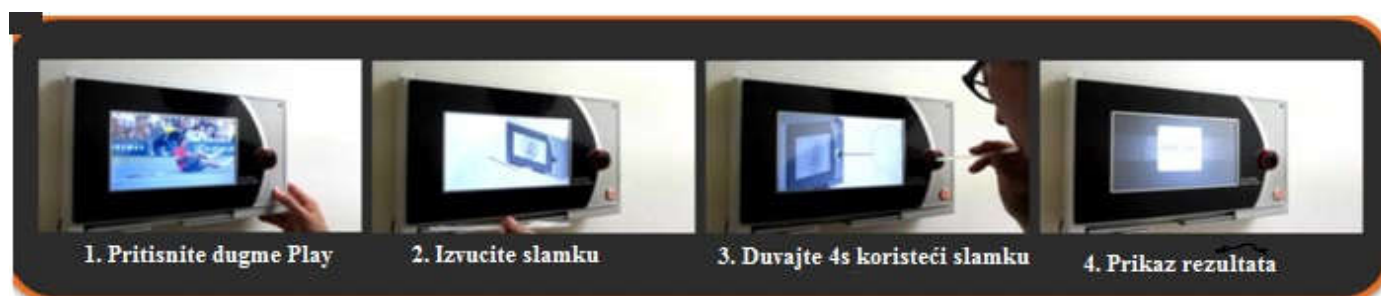 1. Pritisnite dugme Play
2. Izvucite slamku
3. Duvajte 4s koristeći slamku
4. Prikaz rezultata